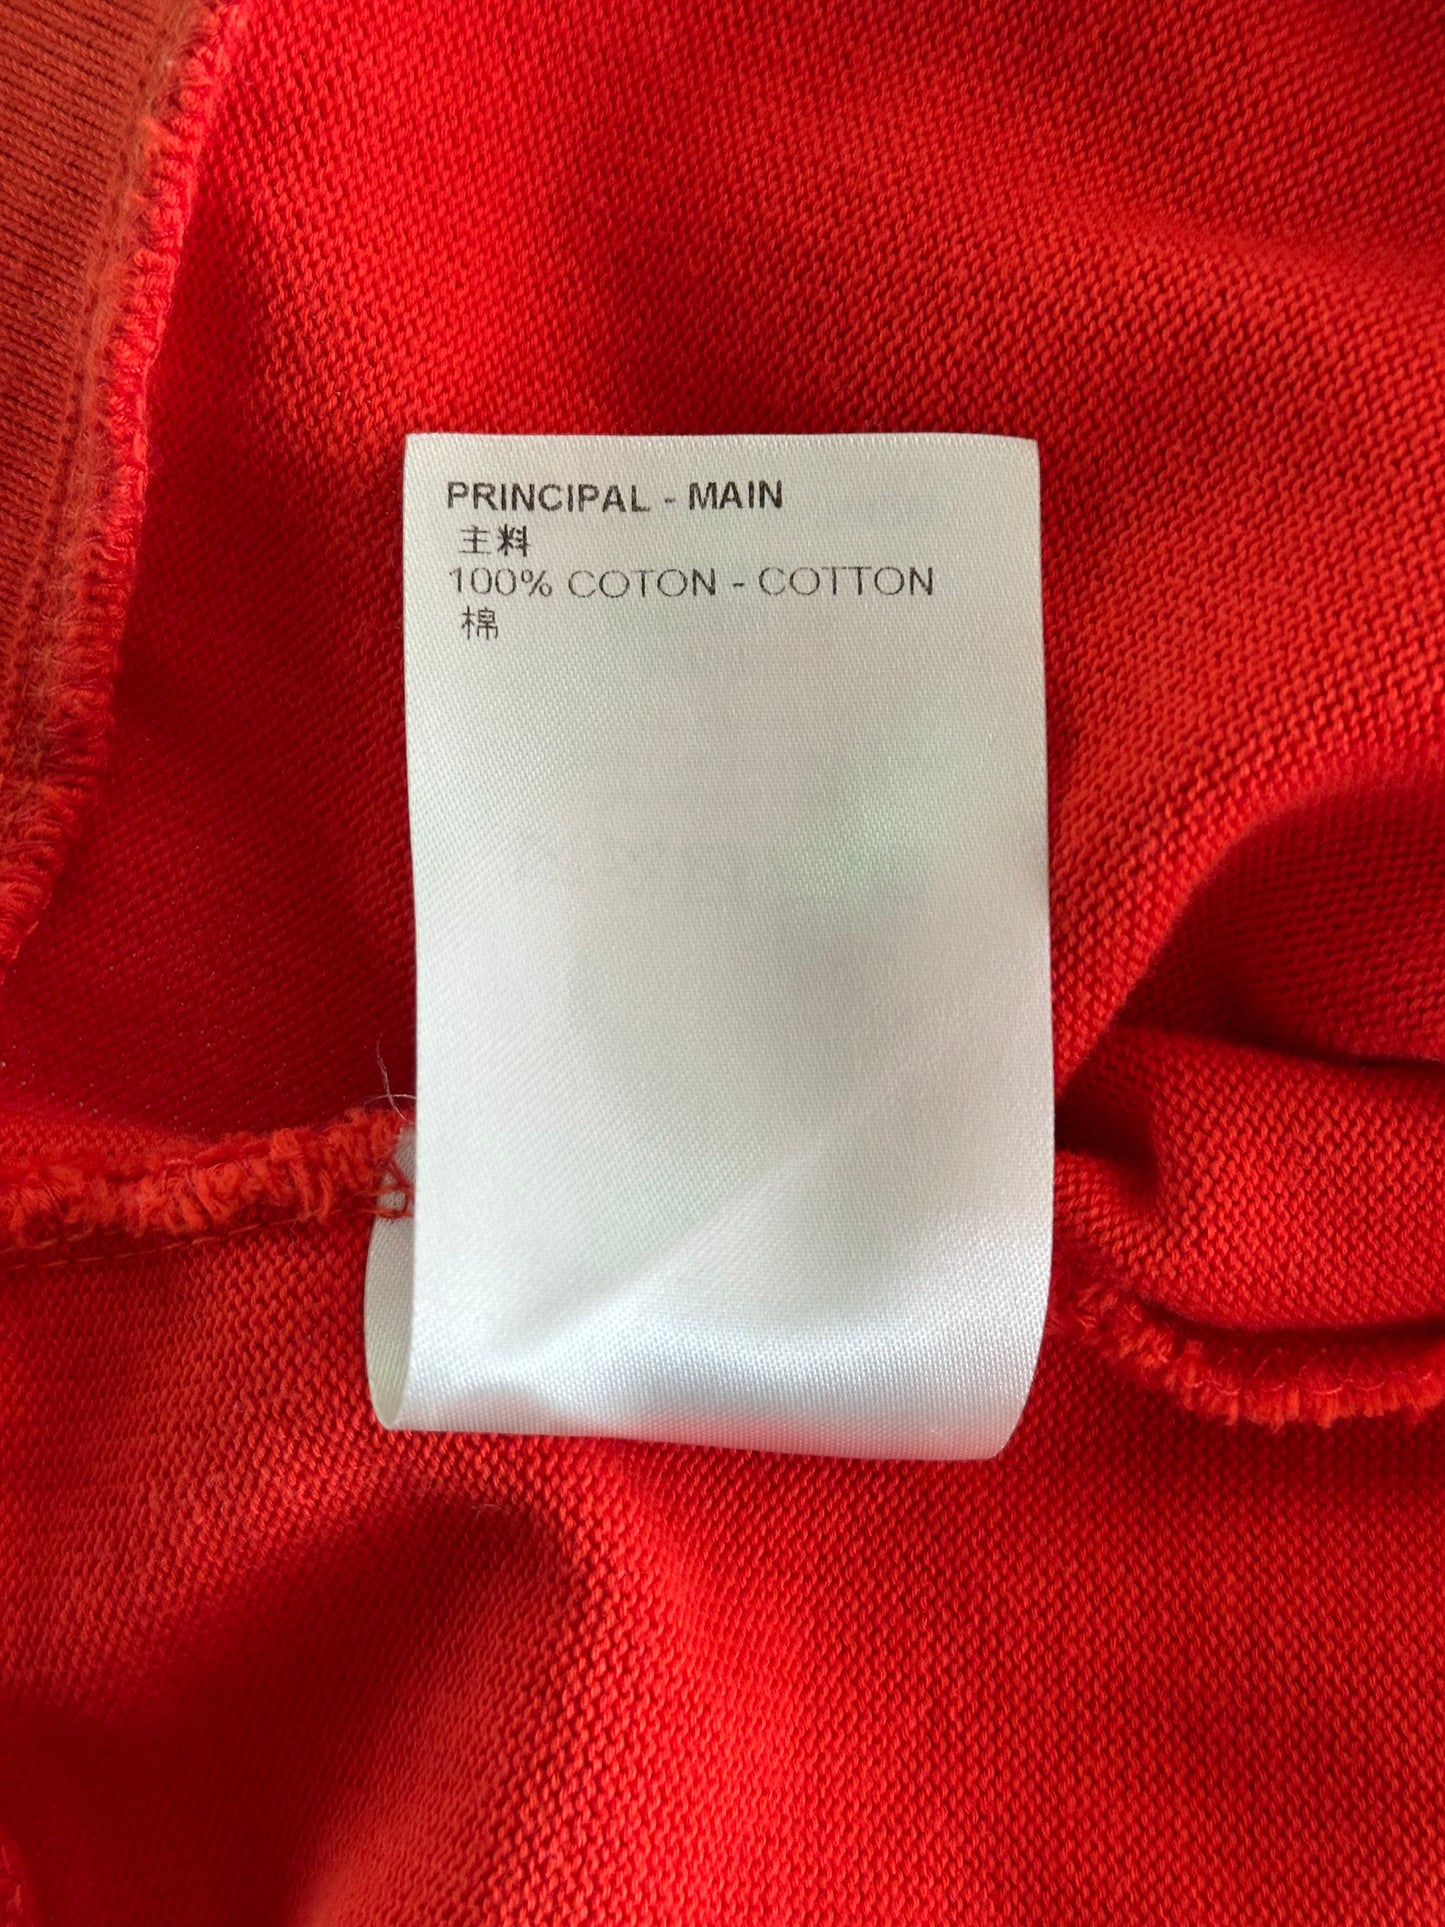 PRINCIPAL - MAIN
主料
100% COTON - COTTON
棉